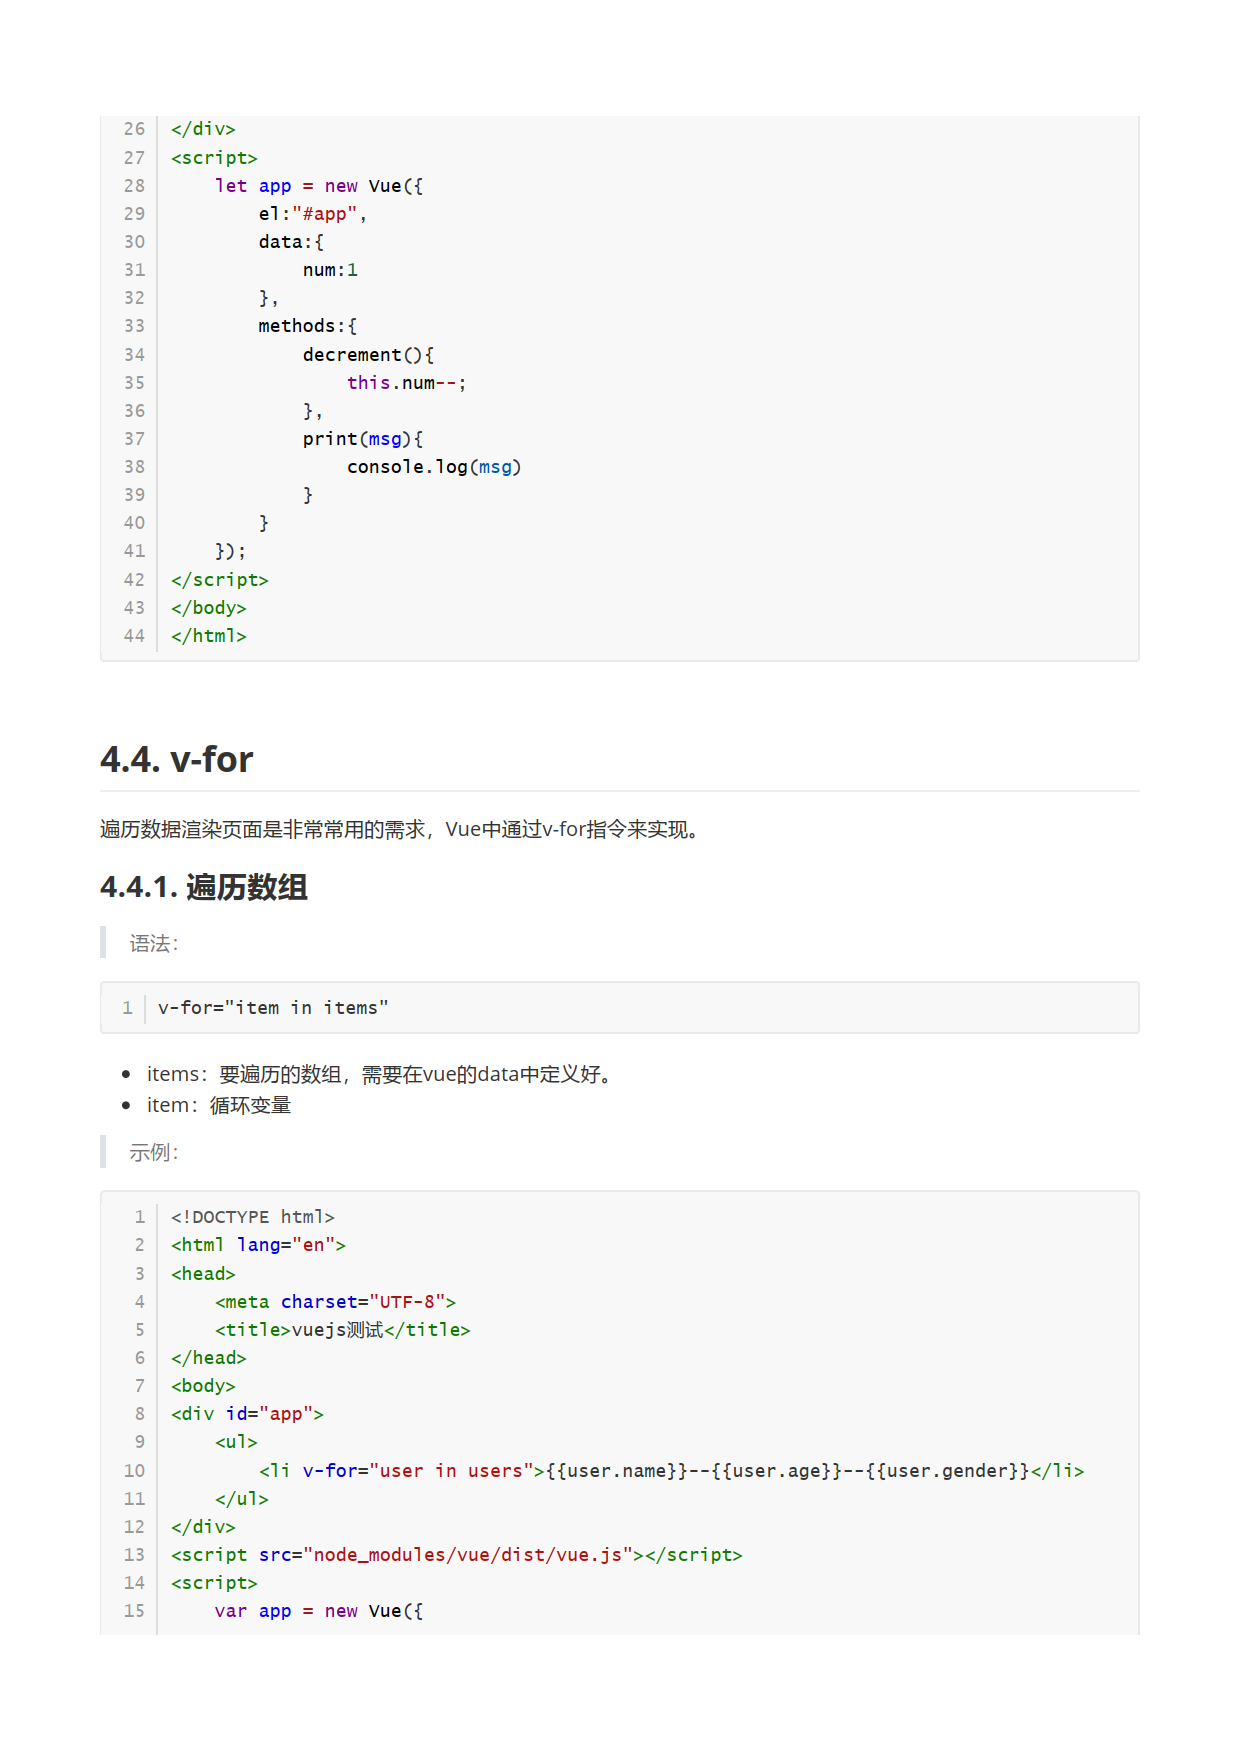 26 </div>
27 <script>
28     let app = new Vue({
29         el:"#app",
30         data:{
31             num:1
32         },
33         methods:{
34             decrement(){
35                 this.num--;
36             },
37             print(msg){
38                 console.log(msg)
39             }
40         }
41     });
42 </script>
43 </body>
44 </html>
4.4. v-for
遍历数据渲染页面是非常常用的需求，Vue中通过v-for指令来实现。
4.4.1. 遍历数组
语法：
1 v-for="item in items"
• items：要遍历的数组，需要在vue的data中定义好。
• item：循环变量
示例：
1 <!DOCTYPE html>
2 <html lang="en">
3 <head>
4     <meta charset="UTF-8">
5     <title>vuejs测试</title>
6 </head>
7 <body>
8 <div id="app">
9     <ul>
10         <li v-for="user in users">{{user.name}}--{{user.age}}--{{user.gender}}</li>
11     </ul>
12 </div>
13 <script src="node_modules/vue/dist/vue.js"></script>
14 <script>
15     var app = new Vue({